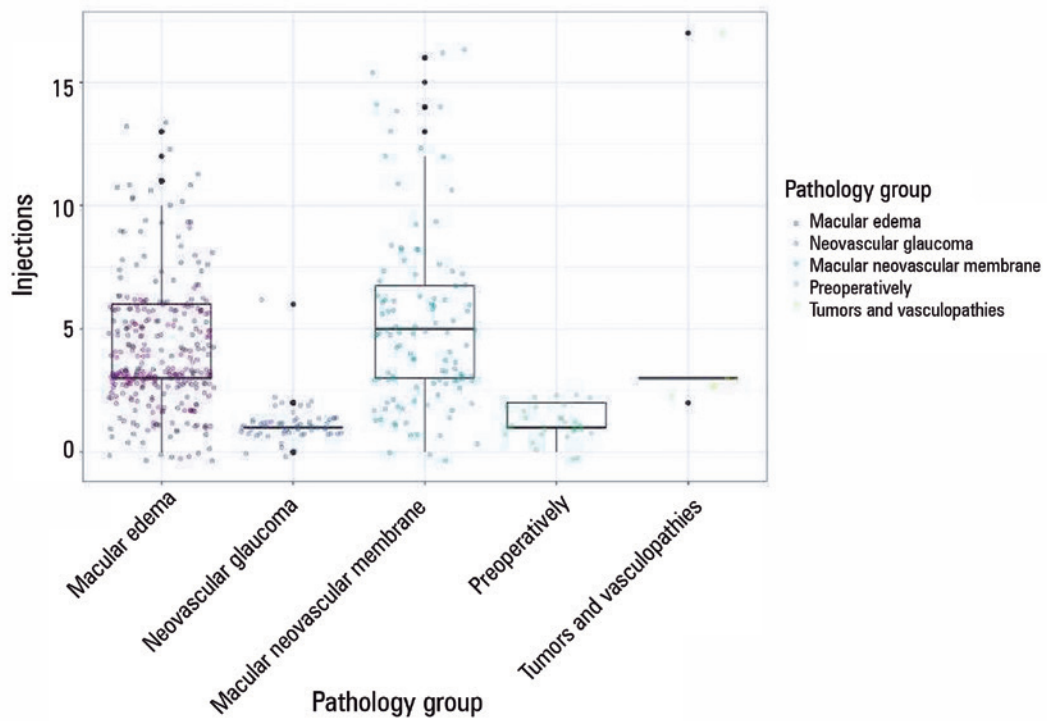 Injections
15
10
5
0
Macular edema
Neovascular glaucoma
Macular neovascular membrane
Preoperatively
Tumors and vasculopathies
Pathology group
Pathology group
Macular edema
Neovascular glaucoma
Macular neovascular membrane
Preoperatively
Tumors and vasculopathies